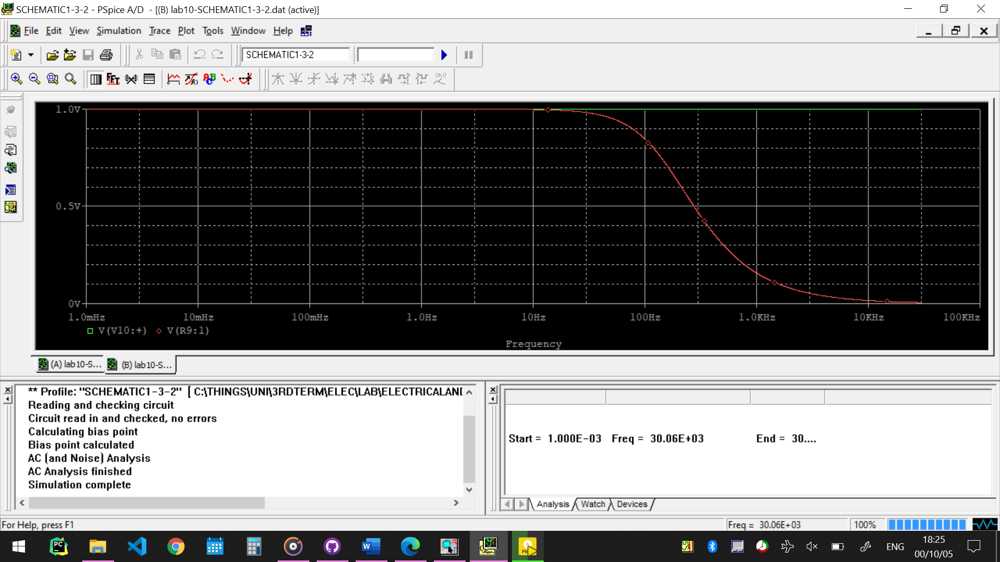 SCHEMATIC1-3-2 - PSpice A/D - [(B) lab10-SCHEMATIC1-3-2.dat (active)]
File Edit View Simulation Trace Plot Tools Window Help
SCHEMATIC1-3-2
1.0V
0.5V
0V
1.0mHz 10mHz 100mHz 1.0Hz 10Hz 100Hz 1.0KHz 10KHz 100KHz
V(V10:+) V(R9:1)
Frequency
(A) lab10-S... (B) lab10-S...
** Profile: "SCHEMATIC1-3-2" [ C:\THINGS\UNI\3RDTERM\ELEC\LAB\ELECTRICALAND
Reading and checking circuit
Circuit read in and checked, no errors
Calculating bias point
Bias point calculated
AC (and Noise) Analysis
AC Analysis finished
Simulation complete
Start = 1.000E-03 Freq = 30.06E+03 End = 30....
Analysis Watch Devices
For Help, press F1
Freq = 30.06E+03 100%
ENG
18:25
00/10/05